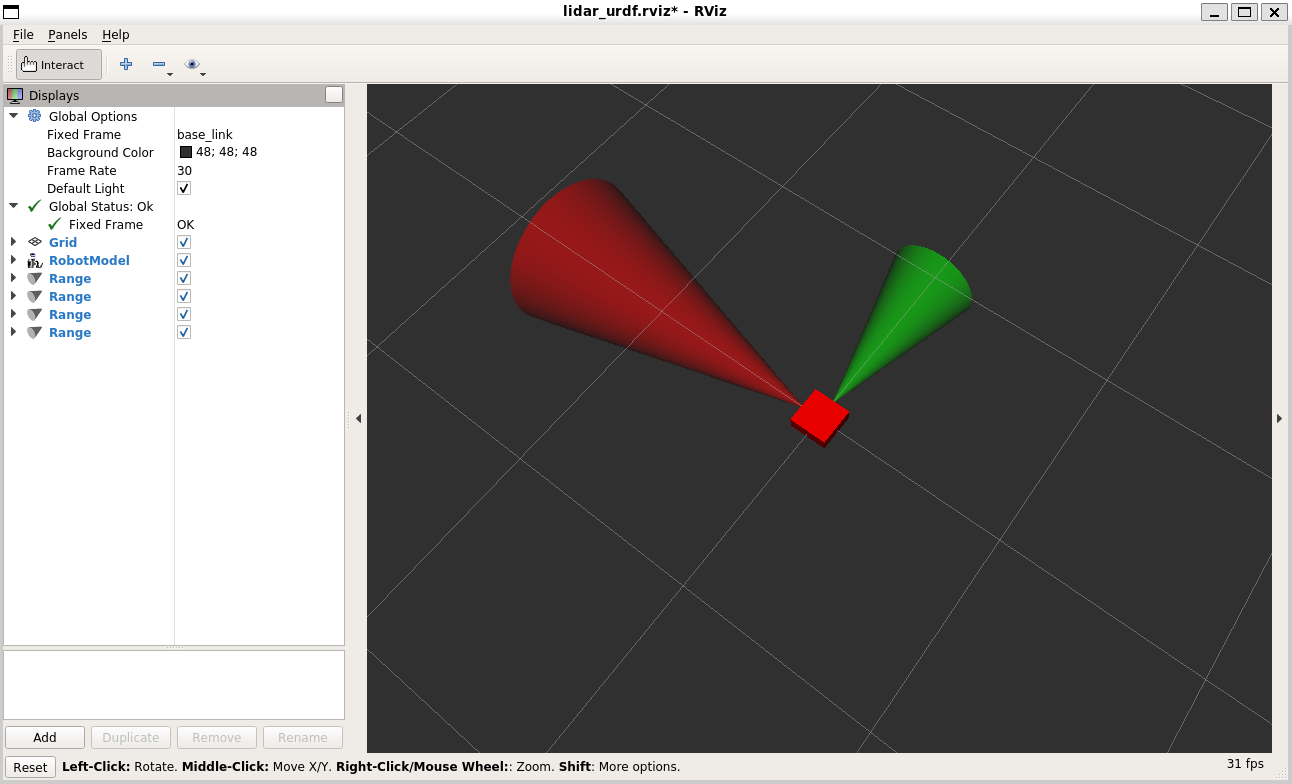 lidar_urdf.rviz* - RViz
File Panels Help
Interact
Displays
Global Options
Fixed Frame base_link
Background Color 48; 48; 48
Frame Rate 30
Default Light
Global Status: Ok
Fixed Frame OK
Grid
RobotModel
Range
Range
Range
Range
Add Duplicate Remove Rename
Reset Left-Click: Rotate. Middle-Click: Move X/Y. Right-Click/Mouse Wheel:: Zoom. Shift: More options. 31 fps